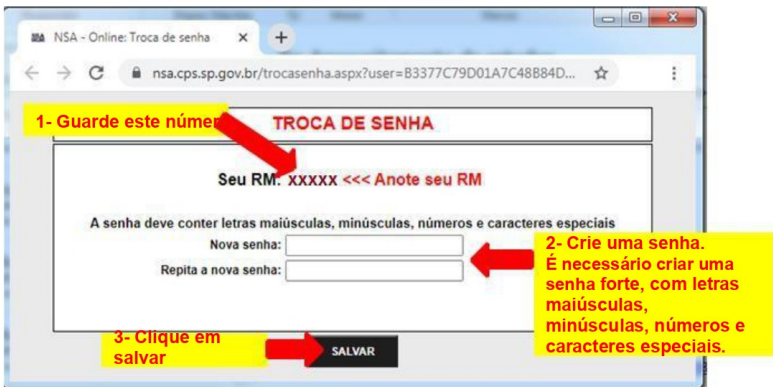 NSA - Online: Troca de senha
nsa.cps.sp.gov.br/trocasenha.aspx?user=B3377C79D01A7C48B84D...
1- Guarde este númer
TROCA DE SENHA
Seu RM: xxxxx <<< Anote seu RM
A senha deve conter letras maiúsculas, minúsculas, números e caracteres especiais
Nova senha:
Repita a nova senha:
2- Crie uma senha.
É necessário criar uma
senha forte, com letras
maiúsculas,
minúsculas, números e
caracteres especiais.
3- Clique em
salvar
SALVAR